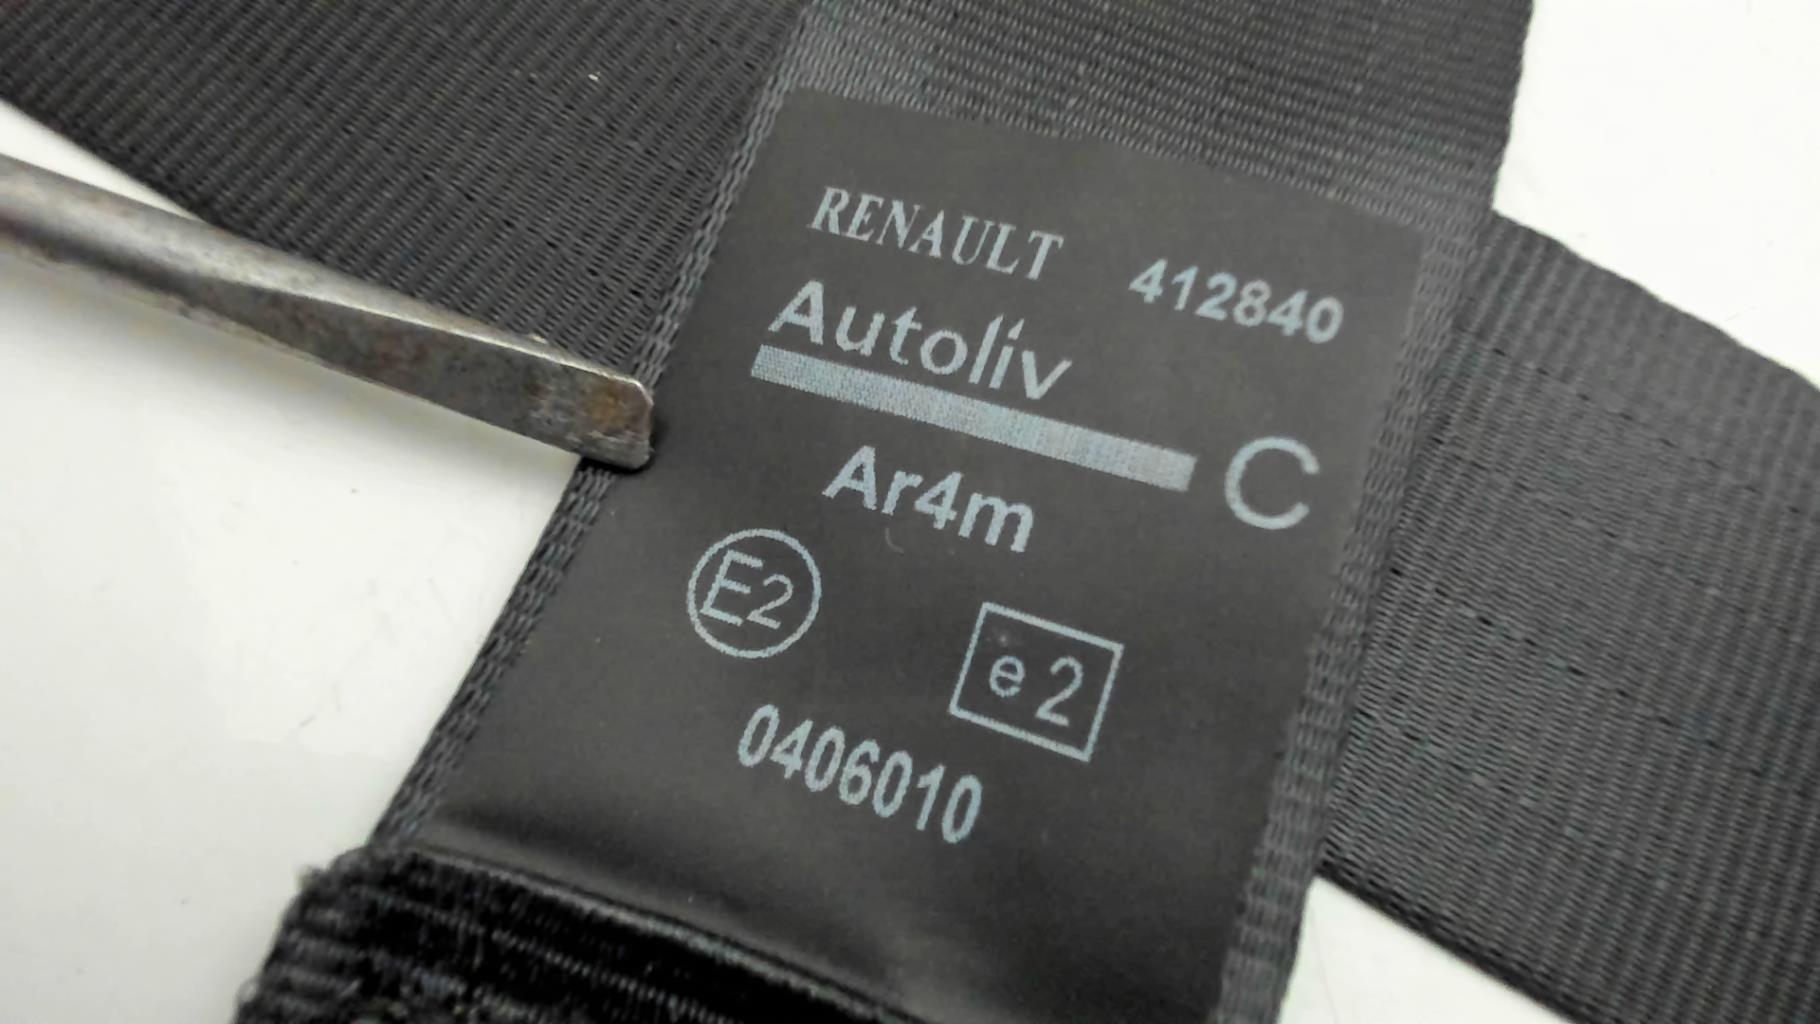 RENAULT 412840
Autoliv
C
Ar4m
E2
e2
0406010